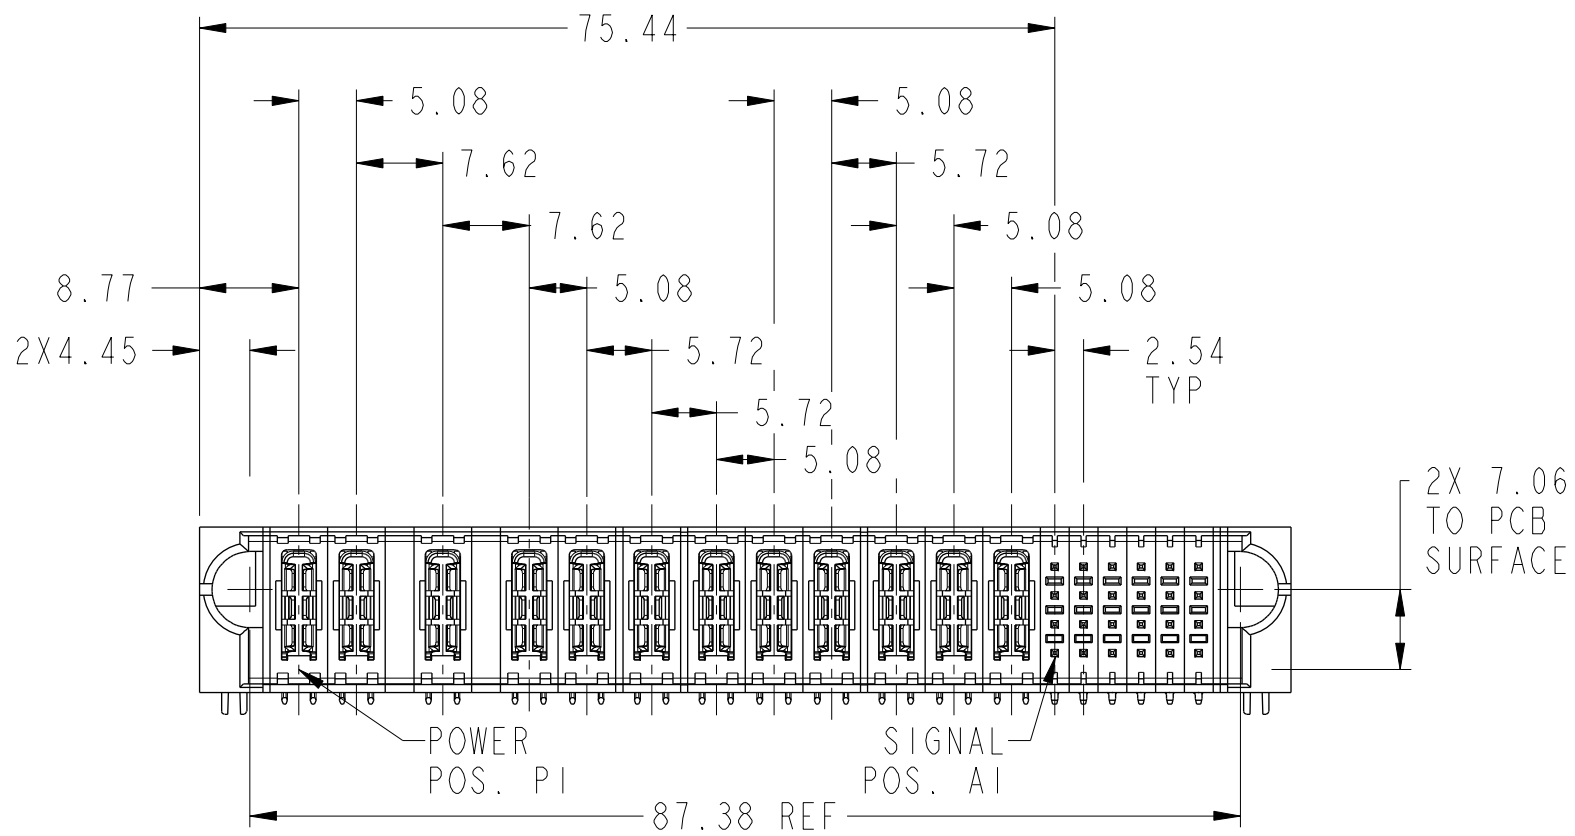 75.44
5.08
5.08
7.62
5.72
7.62
5.08
8.77
5.08
5.08
2X4.45
5.72
2.54
TYP
5.72
5.08
2X 7.06
TO PCB
SURFACE
POWER
POS. P1
SIGNAL
POS. A1
87.38 REF